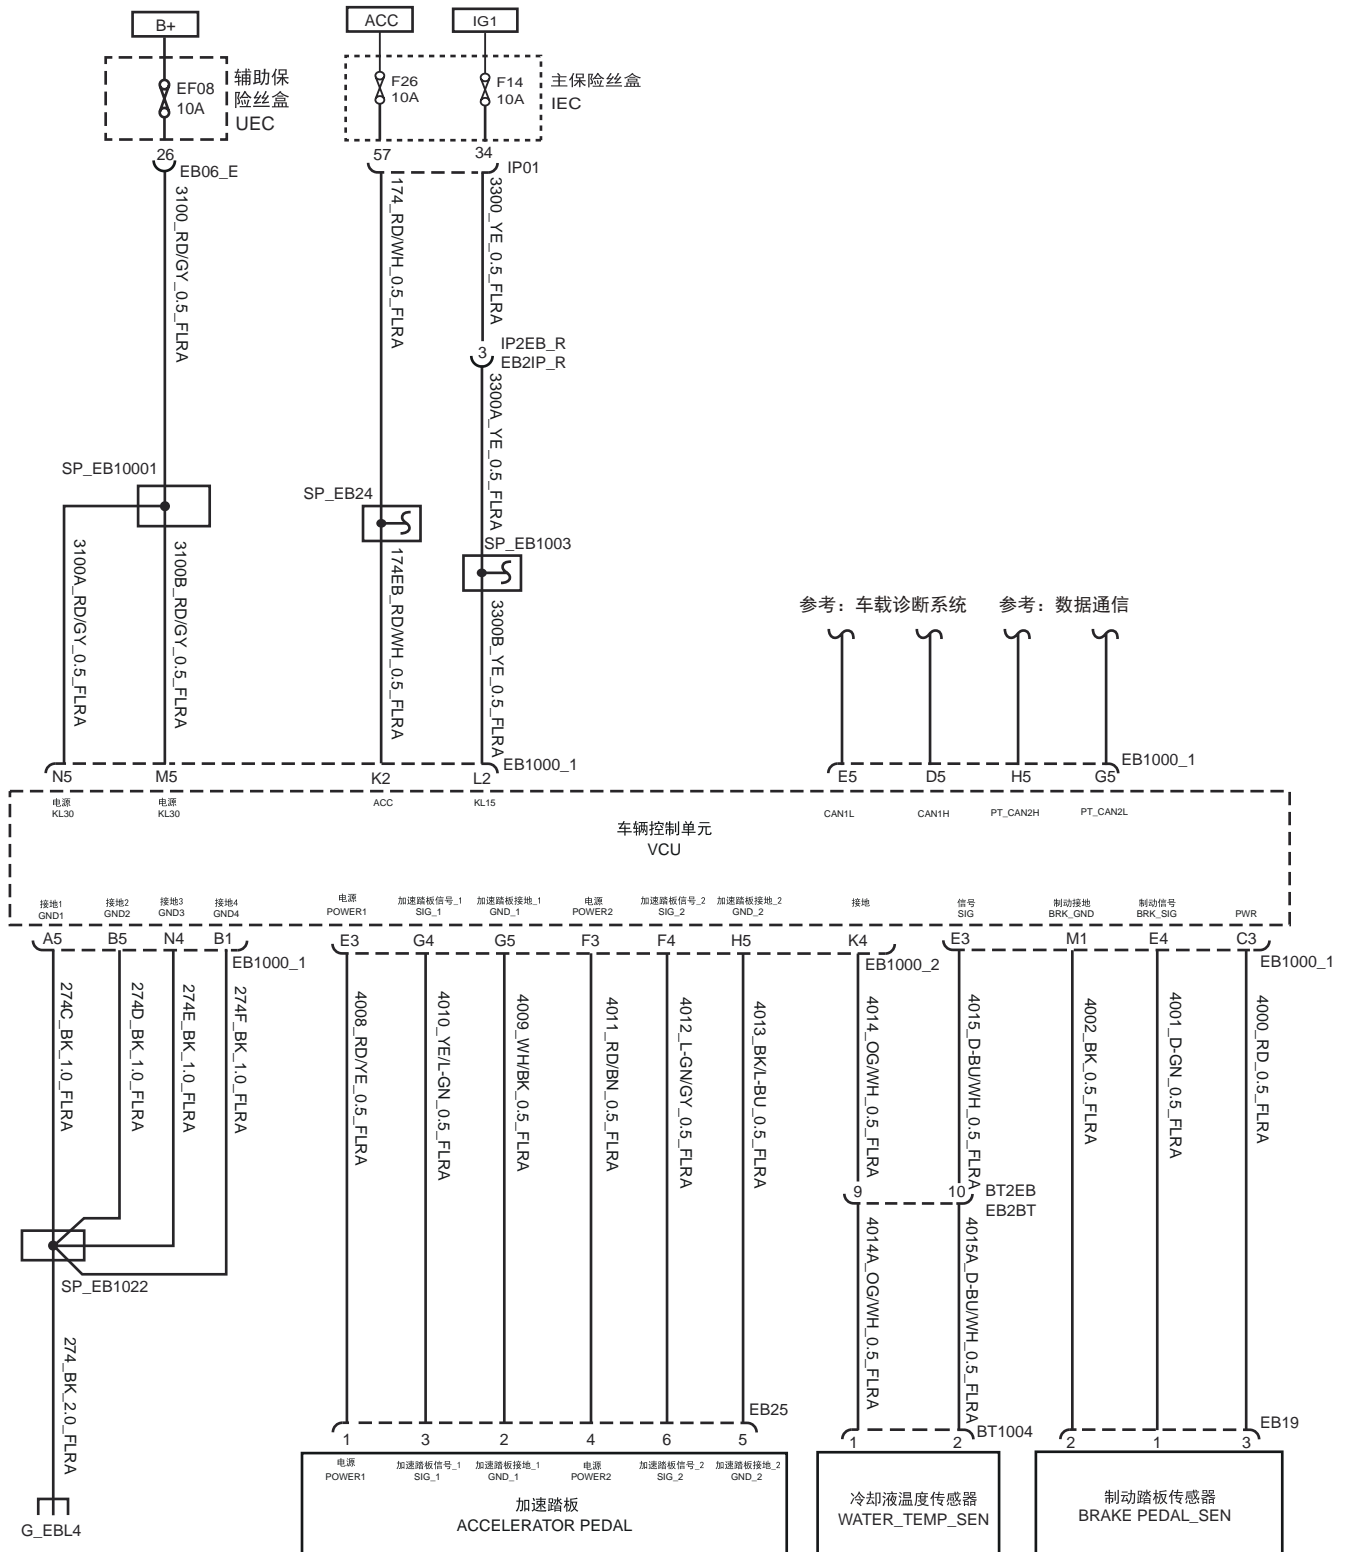 B+
ACC
IG1
EF08
10A
辅助保
险丝盒
UEC
F26
10A
F14
10A
主保险丝盒
IEC
26
EB06_E
57
34
IP01
3100_RD/GY_0.5_FLRA
174_RD/WH_0.5_FLRA
3300_YE_0.5_FLRA
3
IP2EB_R
EB2IP_R
3300A_YE_0.5_FLRA
SP_EB10001
SP_EB24
SP_EB1003
3100A_RD/GY_0.5_FLRA
3100B_RD/GY_0.5_FLRA
174EB_RD/WH_0.5_FLRA
3300B_YE_0.5_FLRA
参考：车载诊断系统
参考：数据通信
N5
M5
K2
L2
EB1000_1
E5
D5
H5
G5
EB1000_1
电源
KL30
电源
KL30
ACC
KL15
CAN1L
CAN1H
PT_CAN2H
PT_CAN2L
车辆控制单元
VCU
接地1
GND1
接地2
GND2
接地3
GND3
接地4
GND4
电源
POWER1
加速踏板信号_1
SIG_1
加速踏板接地_1
GND_1
电源
POWER2
加速踏板信号_2
SIG_2
加速踏板接地_2
GND_2
接地
信号
SIG
制动接地
BRK_GND
制动信号
BRK_SIG
PWR
A5
B5
N4
B1
EB1000_1
E3
G4
G5
F3
F4
H5
K4
EB1000_2
E3
M1
E4
C3
EB1000_1
274C_BK_1.0_FLRA
274D_BK_1.0_FLRA
274E_BK_1.0_FLRA
274F_BK_1.0_FLRA
4008_RD/YE_0.5_FLRA
4010_YE/L-GN_0.5_FLRA
4009_WH/BK_0.5_FLRA
4011_RD/BN_0.5_FLRA
4012_L-GN/GY_0.5_FLRA
4013_BK/L-BU_0.5_FLRA
4014_OG/WH_0.5_FLRA
4015_D-BU/WH_0.5_FLRA
4002_BK_0.5_FLRA
4001_D-GN_0.5_FLRA
4000_RD_0.5_FLRA
9
10
BT2EB
EB2BT
4014A_OG/WH_0.5_FLRA
4015A_D-BU/WH_0.5_FLRA
SP_EB1022
274_BK_2.0_FLRA
G_EBL4
EB25
1
3
2
4
6
5
BT1004
1
2
EB19
2
1
3
电源
POWER1
加速踏板信号_1
SIG_1
加速踏板接地_1
GND_1
电源
POWER2
加速踏板信号_2
SIG_2
加速踏板接地_2
GND_2
加速踏板
ACCELERATOR PEDAL
冷却液温度传感器
WATER_TEMP_SEN
制动踏板传感器
BRAKE PEDAL_SEN